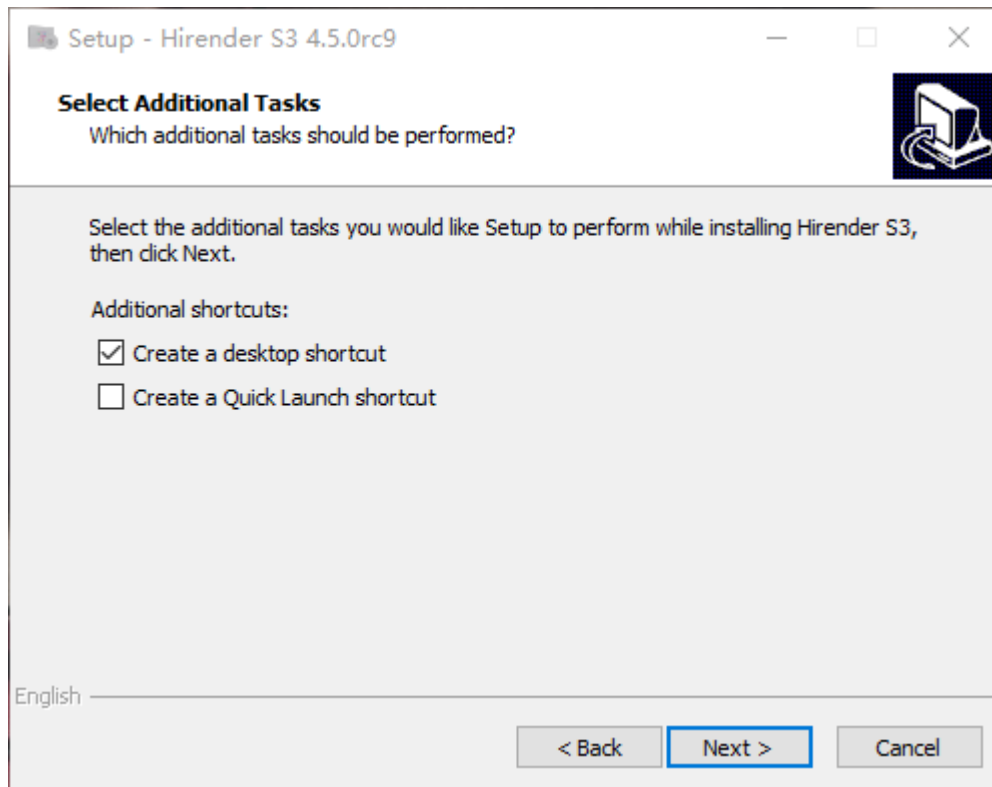 Setup - Hirender S3 4.5.0rc9
Select Additional Tasks
Which additional tasks should be performed?
Select the additional tasks you would like Setup to perform while installing Hirender S3,
then click Next.
Additional shortcuts:
Create a desktop shortcut
Create a Quick Launch shortcut
English
< Back Next > Cancel